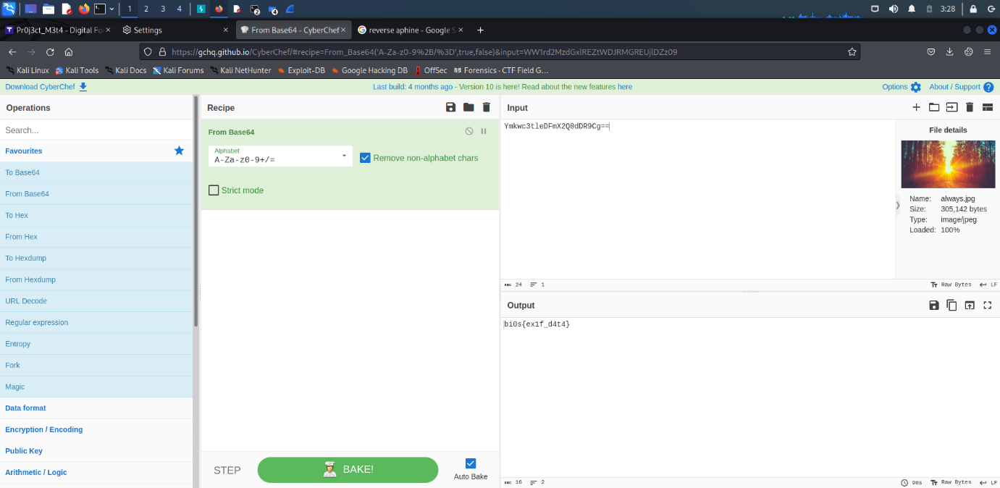 1 2 3 4 2 4 3:28
Pr0j3ct_M3t4 - Digital Fo Settings From Base64 - CyberChef reverse aphine - Google S
https://gchq.github.io/CyberChef/#recipe=From_Base64('A-Za-z0-9%2B/%3D',true,false)&input=WW1rd2MzdGxlREZtWDJRMGREUjlDZz09
Kali Linux Kali Tools Kali Docs Kali Forums Kali NetHunter Exploit-DB Google Hacking DB OffSec Forensics · CTF Field G...
Download CyberChef Last build: 4 months ago - Version 10 is here! Read about the new features here Options About / Support
Operations
Search...
Favourites
To Base64
From Base64
To Hex
From Hex
To Hexdump
From Hexdump
URL Decode
Regular expression
Entropy
Fork
Magic
Data format
Encryption / Encoding
Public Key
Arithmetic / Logic
Recipe
From Base64
Alphabet
A-Za-z0-9+/=
Remove non-alphabet chars
Strict mode
STEP BAKE! Auto Bake
Input
Ymkwc3tleDFmX2Q0dDR9Cg==
File details
Name: always.jpg
Size: 305,142 bytes
Type: image/jpeg
Loaded: 100%
24 1 Raw Bytes LF
Output
bi0s{ex1f_d4t4}
16 2 9ms Raw Bytes LF